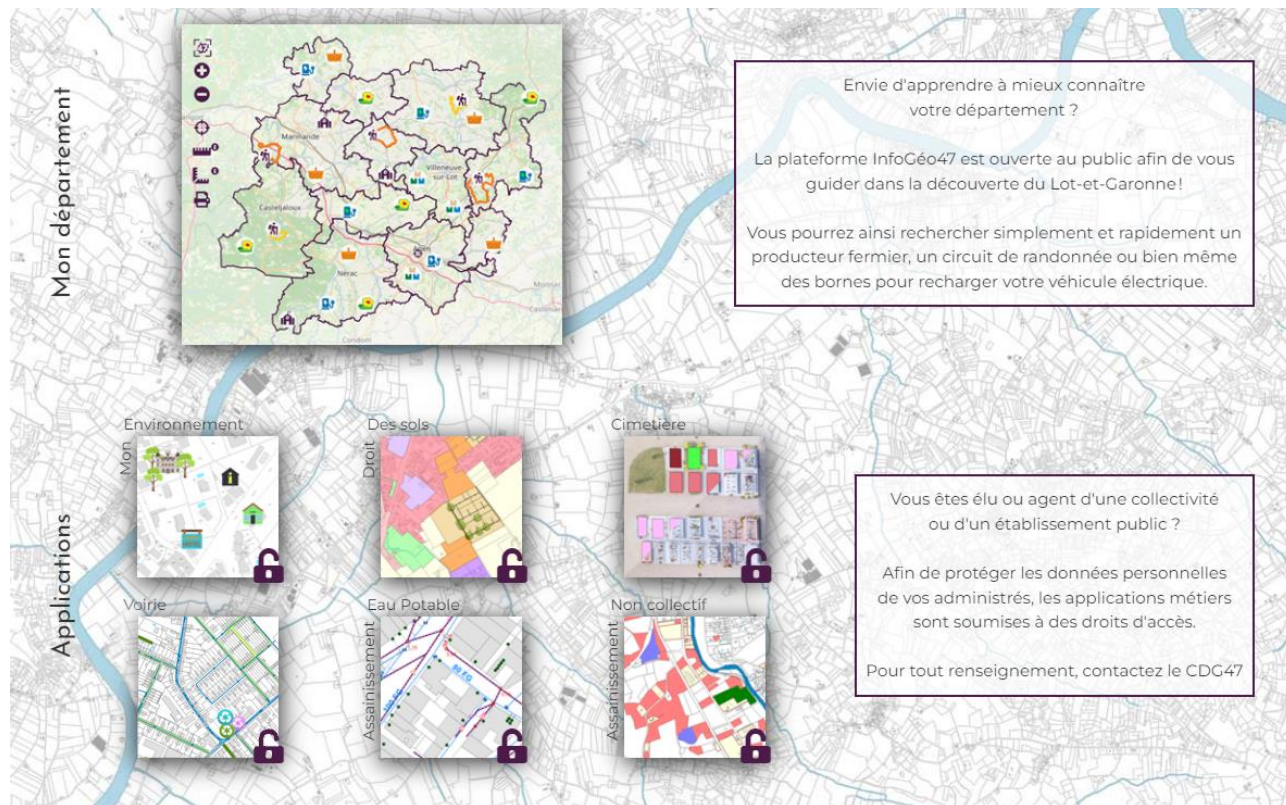 Mon département
Marmande
Villeneuve
sur-Lot
Casteljaloux
Agen
Nérac
Condom
Envie d'apprendre à mieux connaître
votre département ?
La plateforme InfoGéo47 est ouverte au public afin de vous
guider dans la découverte du Lot-et-Garonne!
Vous pourrez ainsi rechercher simplement et rapidement un
producteur fermier, un circuit de randonnée ou bien même
des bornes pour recharger votre véhicule électrique.
Applications
Mon
Environnement
Droit
Des sols
Cimetière
Voirie
Assainissement
Eau Potable
80 FG
Assainissement
Non collectif
Vous êtes élu ou agent d'une collectivité
ou d'un établissement public ?
Afin de protéger les données personnelles
de vos administrés, les applications métiers
sont soumises à des droits d'accès.
Pour tout renseignement, contactez le CDG47